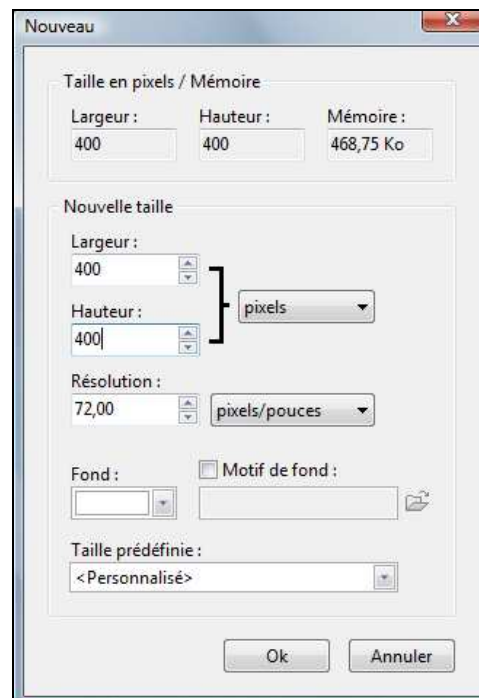 Nouveau
Taille en pixels / Mémoire
Largeur : Hauteur : Mémoire :
400 400 468,75 Ko
Nouvelle taille
Largeur :
400
pixels
Hauteur :
400
Résolution :
72,00 pixels/pouces
Fond : Motif de fond :
Taille prédéfinie :
<Personnalisé>
Ok Annuler